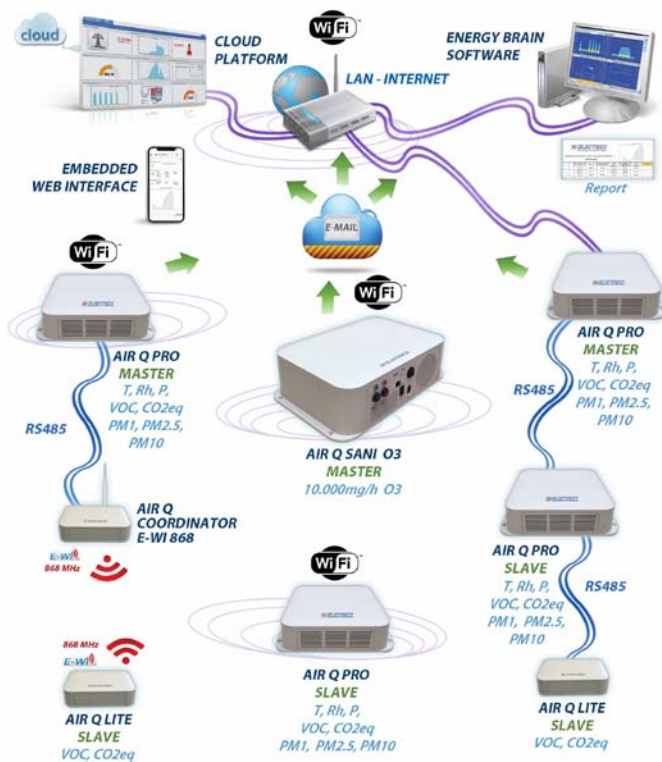 cloud
CLOUD
PLATFORM
WiFi™
LAN - INTERNET
ENERGY BRAIN
SOFTWARE
EMBEDDED
WEB INTERFACE
Report
E-MAIL
WiFi™
WiFi™
AIR Q PRO
MASTER
T, Rh, P,
VOC, CO2eq
PM1, PM2.5,
PM10
AIR Q PRO
MASTER
T, Rh, P,
VOC, CO2eq
PM1, PM2.5,
PM10
RS485
RS485
AIR Q SANI O3
MASTER
10.000mg/h O3
AIR Q
COORDINATOR
E-WI 868
E-Wi
868 MHz
WiFi™
AIR Q PRO
SLAVE
T, Rh, P,
VOC, CO2eq
PM1, PM2.5,
PM10
RS485
868 MHz
E-Wi
AIR Q LITE
SLAVE
VOC, CO2eq
AIR Q PRO
SLAVE
T, Rh, P,
VOC, CO2eq
PM1, PM2.5, PM10
AIR Q LITE
SLAVE
VOC, CO2eq